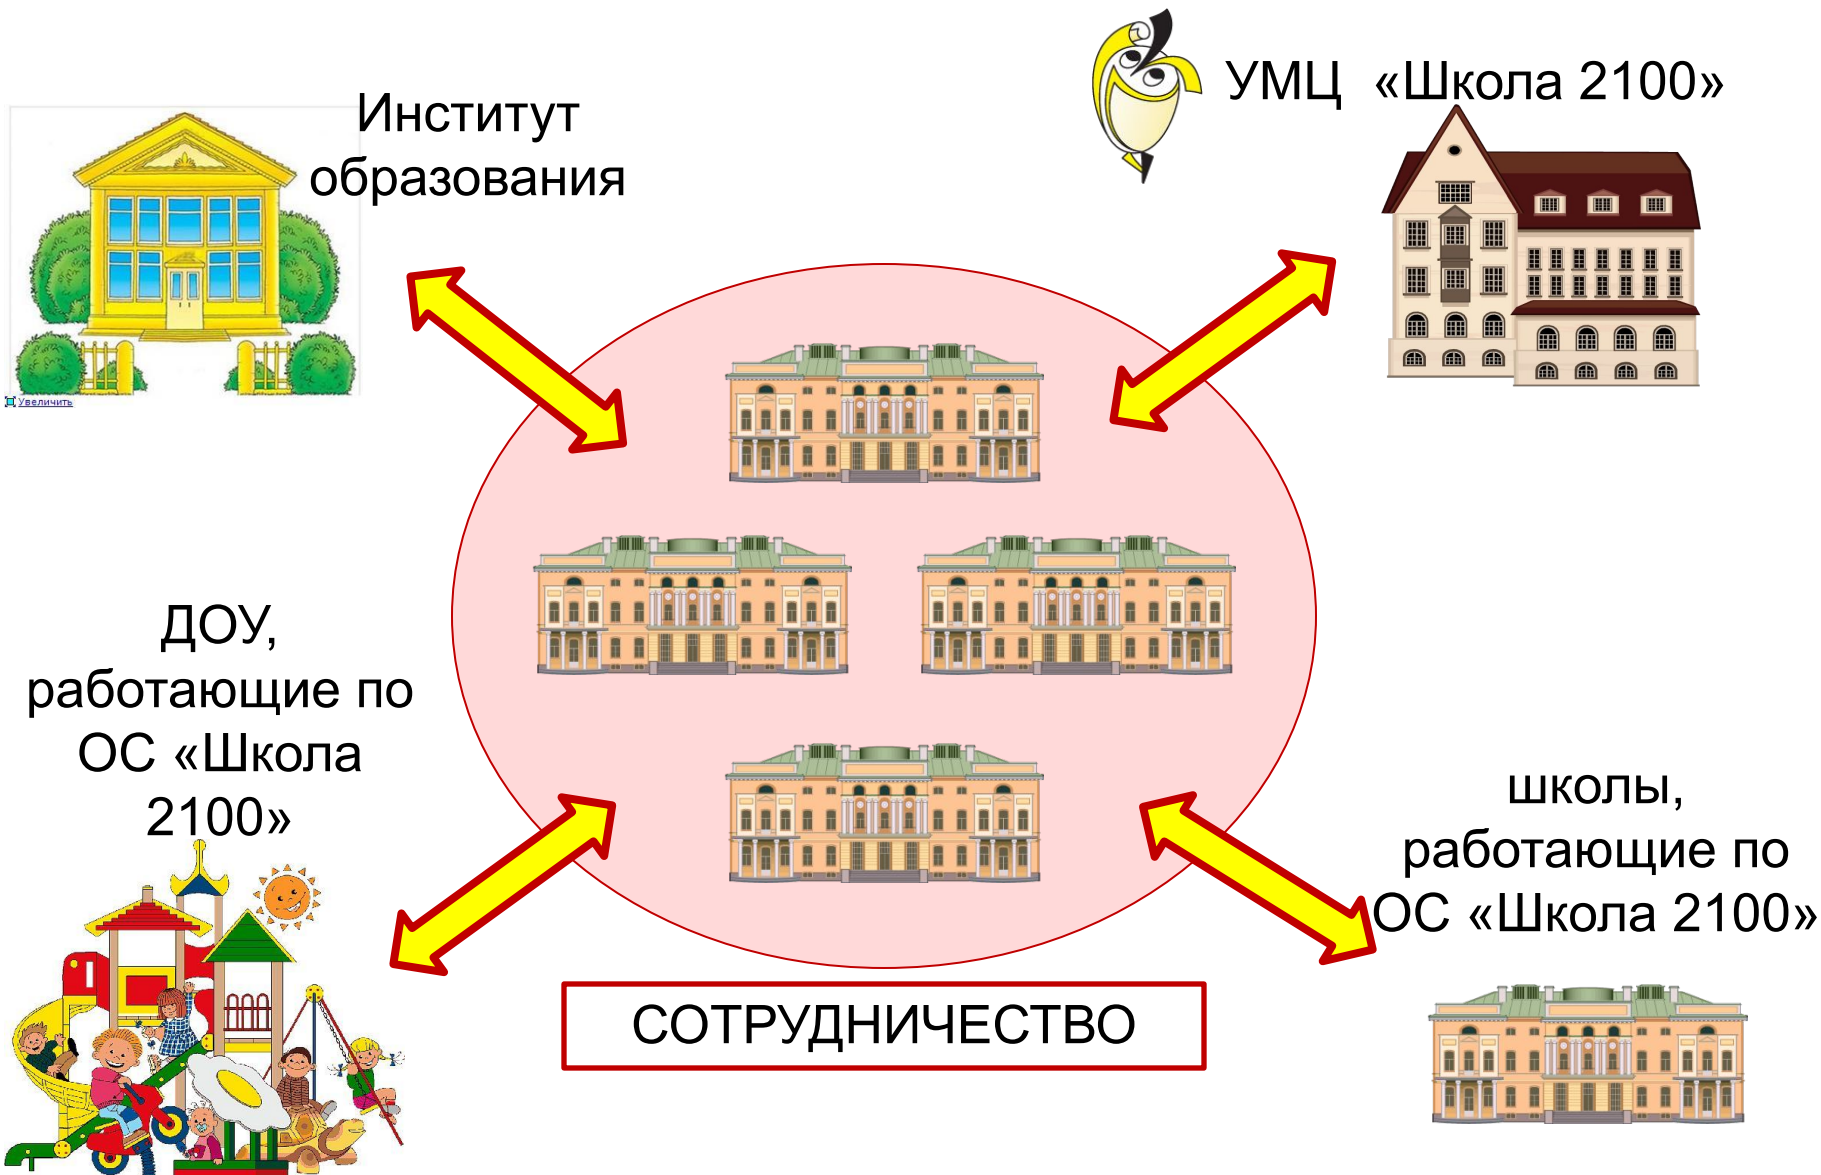 Институт
образования
УМЦ «Школа 2100»
Увеличить
ДОУ,
работающие по
ОС «Школа
2100»
школы,
работающие по
ОС «Школа 2100»
СОТРУДНИЧЕСТВО